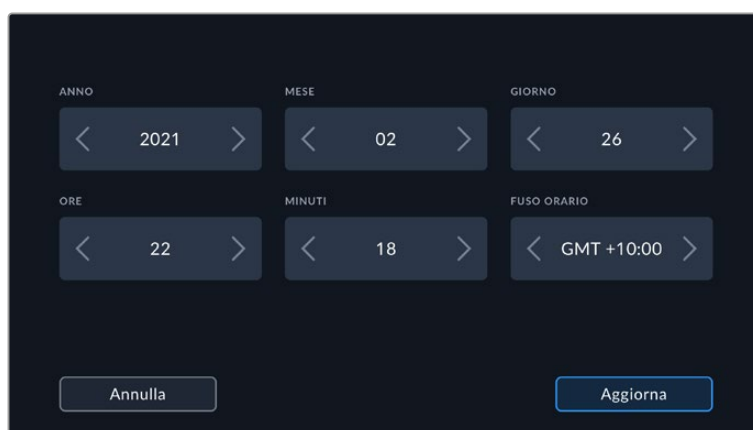 ANNO MESE GIORNO
2021 02 26
ORE MINUTI FUSO ORARIO
22 18 GMT +10:00
Annulla Aggiorna